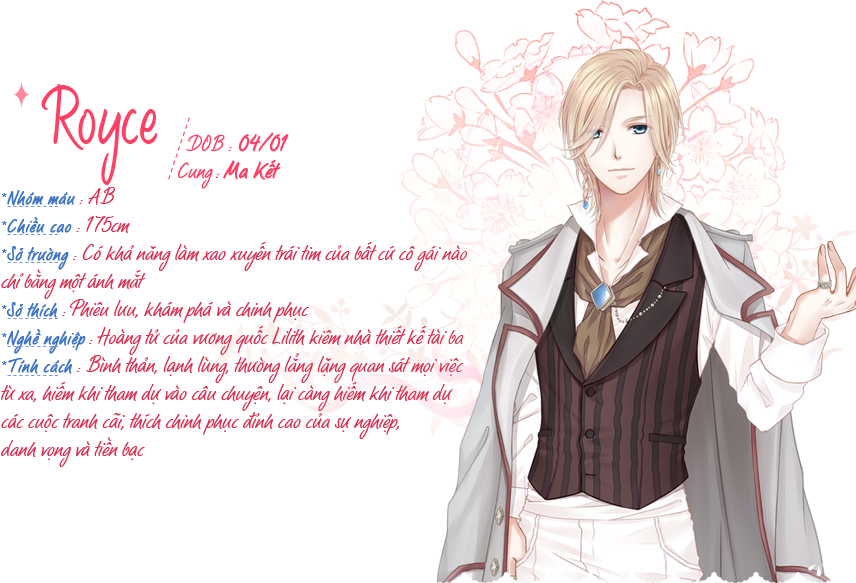 Royce
DOB : 04/01
Cung : Ma Kết
*Nhóm máu : AB
*Chiều cao : 175cm
*Sở trường : Có khả năng làm xao xuyến trái tim của bất cứ cô gái nào
chỉ bằng một ánh mắt
*Sở thích : Phiêu lưu, khám phá và chinh phục
*Nghề nghiệp : Hoàng tử của vương quốc Lilith kiêm nhà thiết kế tài ba
*Tính cách : Bình thản, lạnh lùng, thường lẳng lặng quan sát mọi việc
từ xa, hiếm khi tham dự vào câu chuyện, lại càng hiếm khi tham dự
các cuộc tranh cãi, thích chinh phục đỉnh cao của sự nghiệp,
danh vọng và tiền bạc